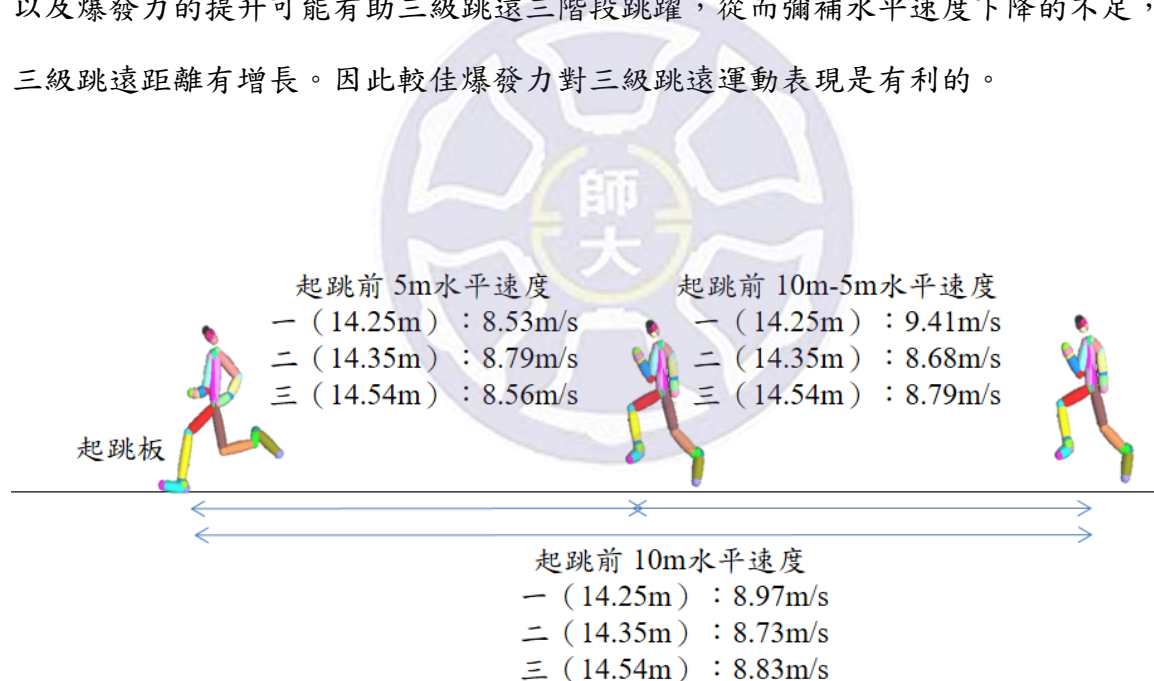 以及爆發力的提升可能有助三級跳遠三階段跳躍，從而彌補水平速度下降的不足，
三級跳遠距離有增長。因此較佳爆發力對三級跳遠運動表現是有利的。
師
大
起跳前 5m水平速度
一（14.25m）：8.53m/s
二（14.35m）：8.79m/s
三（14.54m）：8.56m/s
起跳前 10m-5m水平速度
一（14.25m）：9.41m/s
二（14.35m）：8.68m/s
三（14.54m）：8.79m/s
起跳板
起跳前 10m水平速度
一（14.25m）：8.97m/s
二（14.35m）：8.73m/s
三（14.54m）：8.83m/s